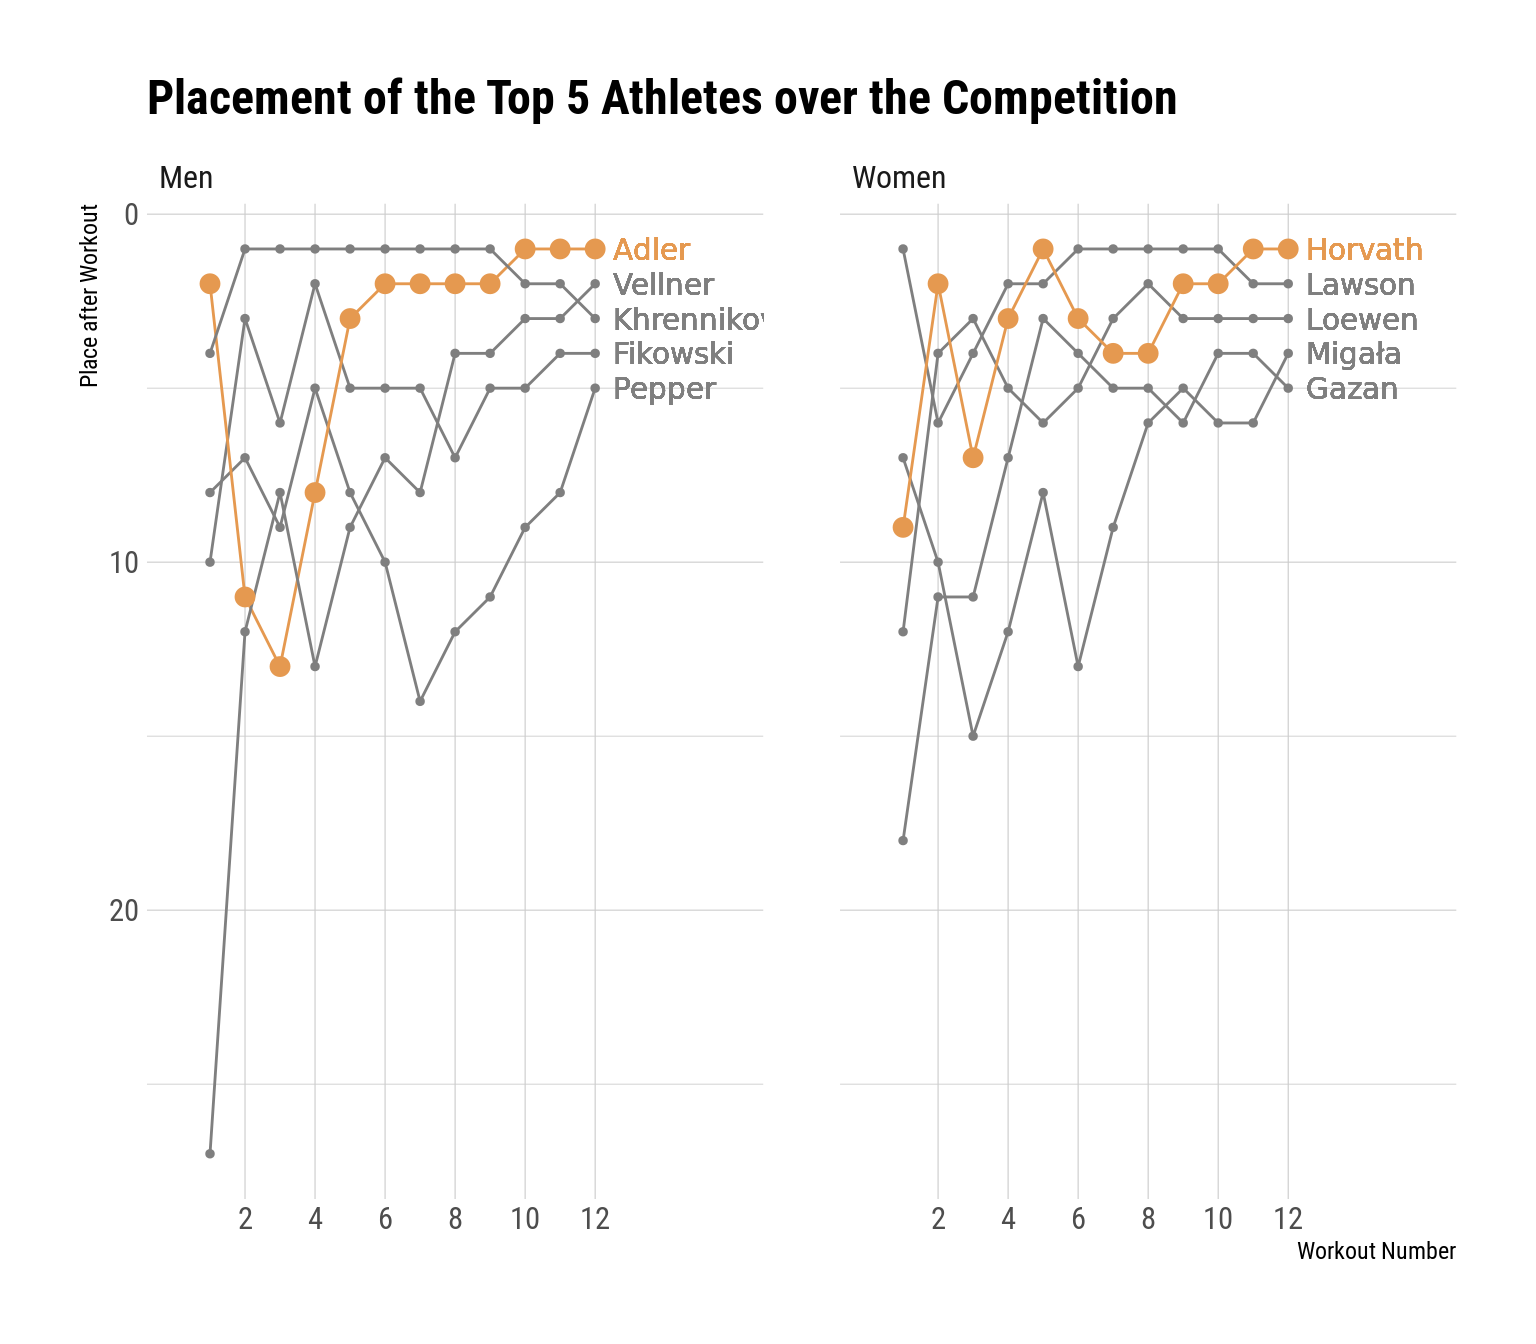 Placement of the Top 5 Athletes over the Competition
Men
Women
Place after Workout
0
10
20
Adler
Vellner
Khrennikov
Fikowski
Pepper
Horvath
Lawson
Loewen
Migała
Gazan
2 4 6 8 10 12
2 4 6 8 10 12
Workout Number